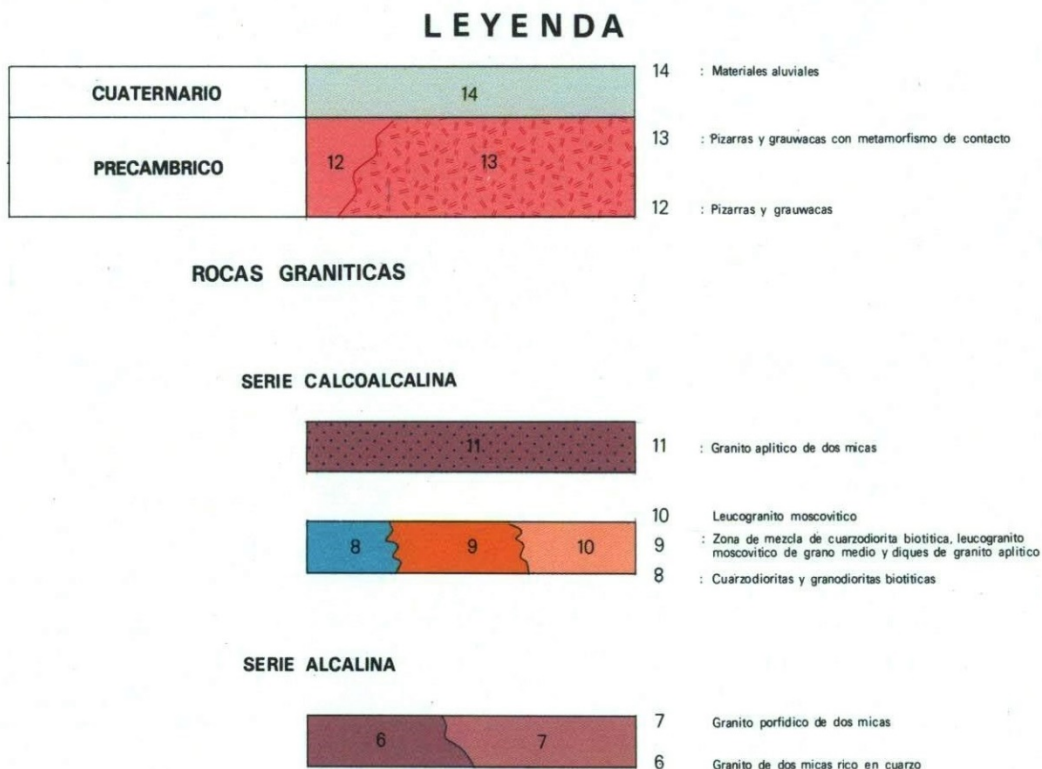 LEYENDA
CUATERNARIO
14
14 : Materiales aluviales
PRECAMBRICO
12
13
13 : Pizarras y grauwacas con metamorfismo de contacto
12 : Pizarras y grauwacas
ROCAS GRANITICAS
SERIE CALCOALCALINA
11
11 : Granito aplitico de dos micas
8
9
10
10 Leucogranito moscovitico
9 : Zona de mezcla de cuarzodiorita biotitica, leucogranito
moscovitico de grano medio y diques de granito aplitico
8 : Cuarzodioritas y granodioritas biotiticas
SERIE ALCALINA
6
7
7 Granito porfidico de dos micas
6 Granito de dos micas rico en cuarzo